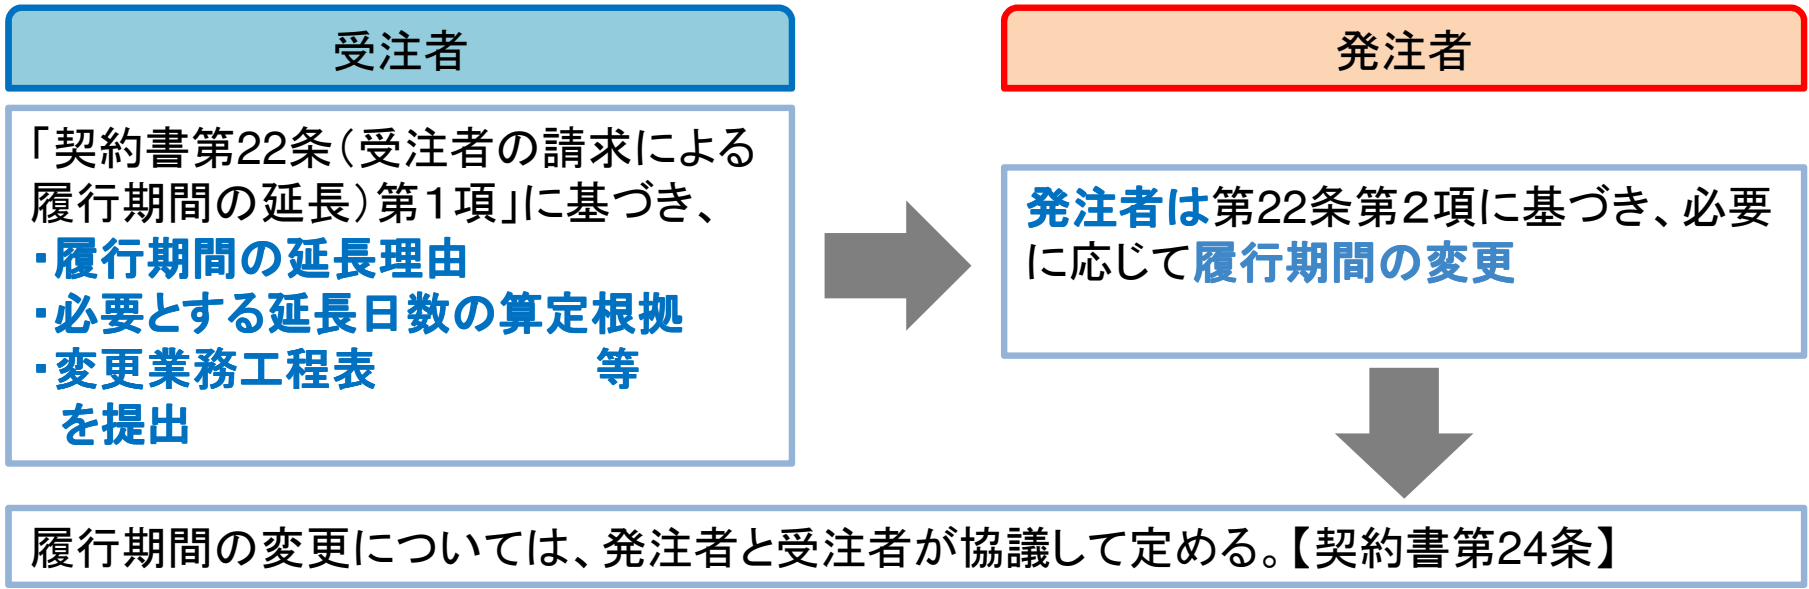 受注者
「契約書第22条(受注者の請求による
履行期間の延長)第1項」に基づき、
・履行期間の延長理由
・必要とする延長日数の算定根拠
・変更業務工程表　　　　　等
を提出
発注者
発注者は第22条第2項に基づき、必要
に応じて履行期間の変更
履行期間の変更については、発注者と受注者が協議して定める。【契約書第24条】